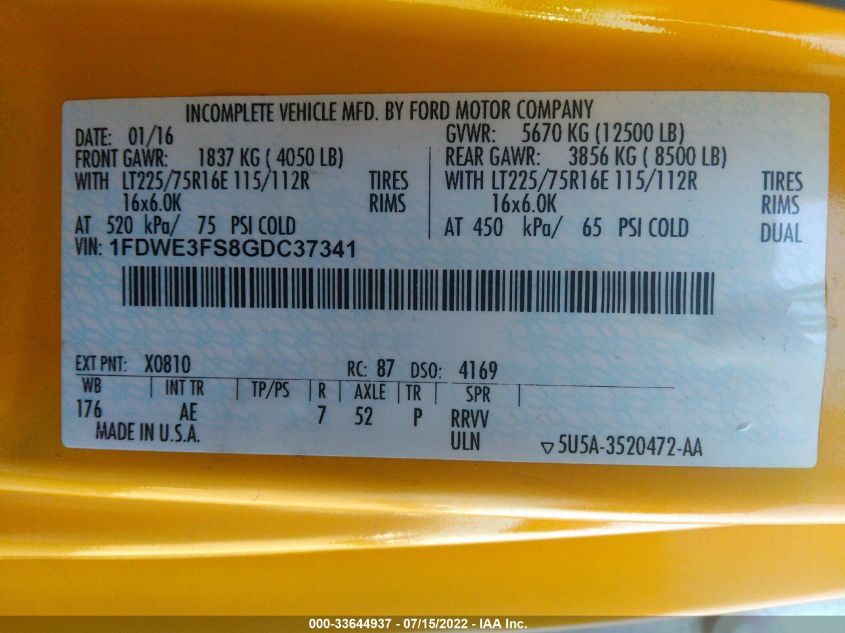 INCOMPLETE VEHICLE MFD. BY FORD MOTOR COMPANY
DATE: 01/16 GVWR: 5670 KG (12500 LB)
FRONT GAWR: 1837 KG ( 4050 LB) REAR GAWR: 3856 KG ( 8500 LB)
WITH LT225/75R16E 115/112R TIRES WITH LT225/75R16E 115/112R TIRES
16x6.0K RIMS 16x6.0K RIMS
AT 520 kPa/ 75 PSI COLD AT 450 kPa/ 65 PSI COLD DUAL
VIN: 1FDWE3FS8GDC37341
EXT PNT: X0810 RC: 87 DSO: 4169
WB | INT TR | TP/PS | R | AXLE | TR | SPR |
176 AE 7 52 P RRVV
MADE IN U.S.A. ULN ▽5U5A-3520472-AA
000-33644937 - 07/15/2022 - IAA Inc.